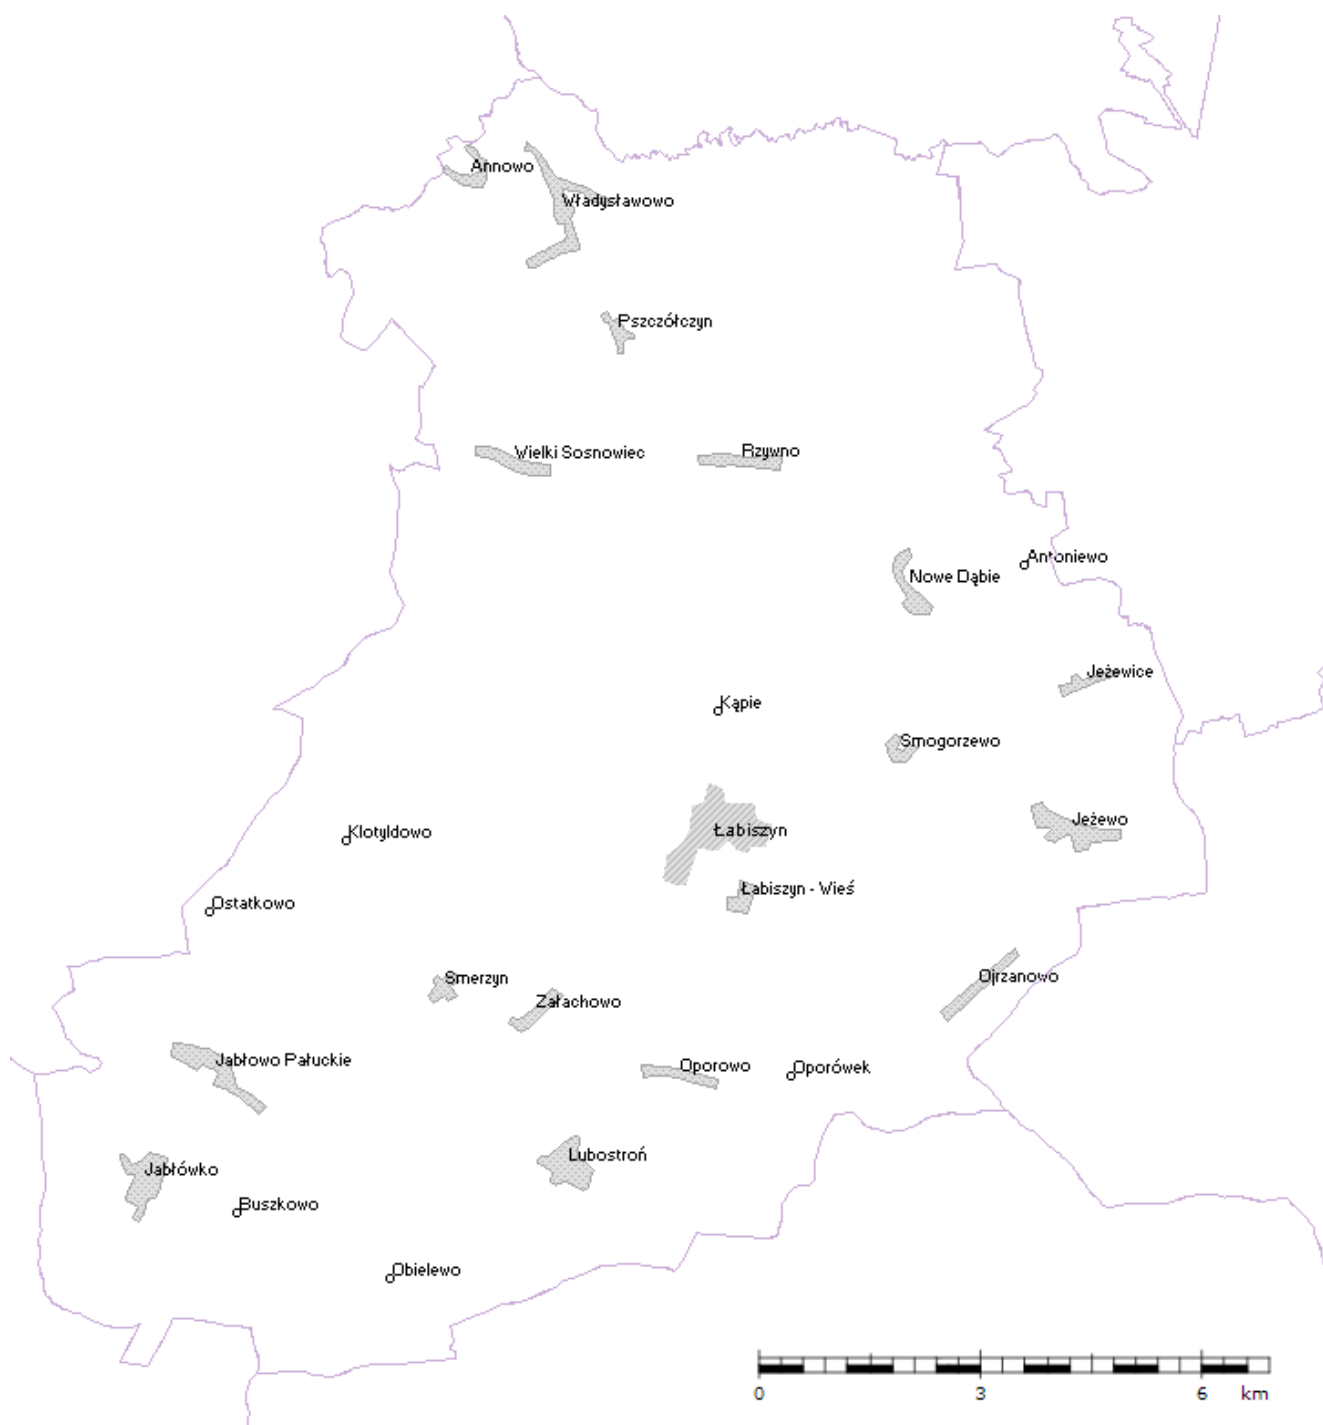 Annowo
Władysławowo
Pszczółczyn
Wielki Sosnowiec
Rzywno
Antoniewo
Nowe Dąbie
Jeżewice
Kąpie
Smogorzewo
Jeżewo
Łabiszyn
Klotyldowo
Łabiszyn - Wieś
Ostatkowo
Smerzyn
Ojrzanowo
Załachowo
Jabłowo Pałuckie
Oporowo
Oporówek
Lubostroń
Jabłówko
Buszkowo
Obielewo
0 3 6 km